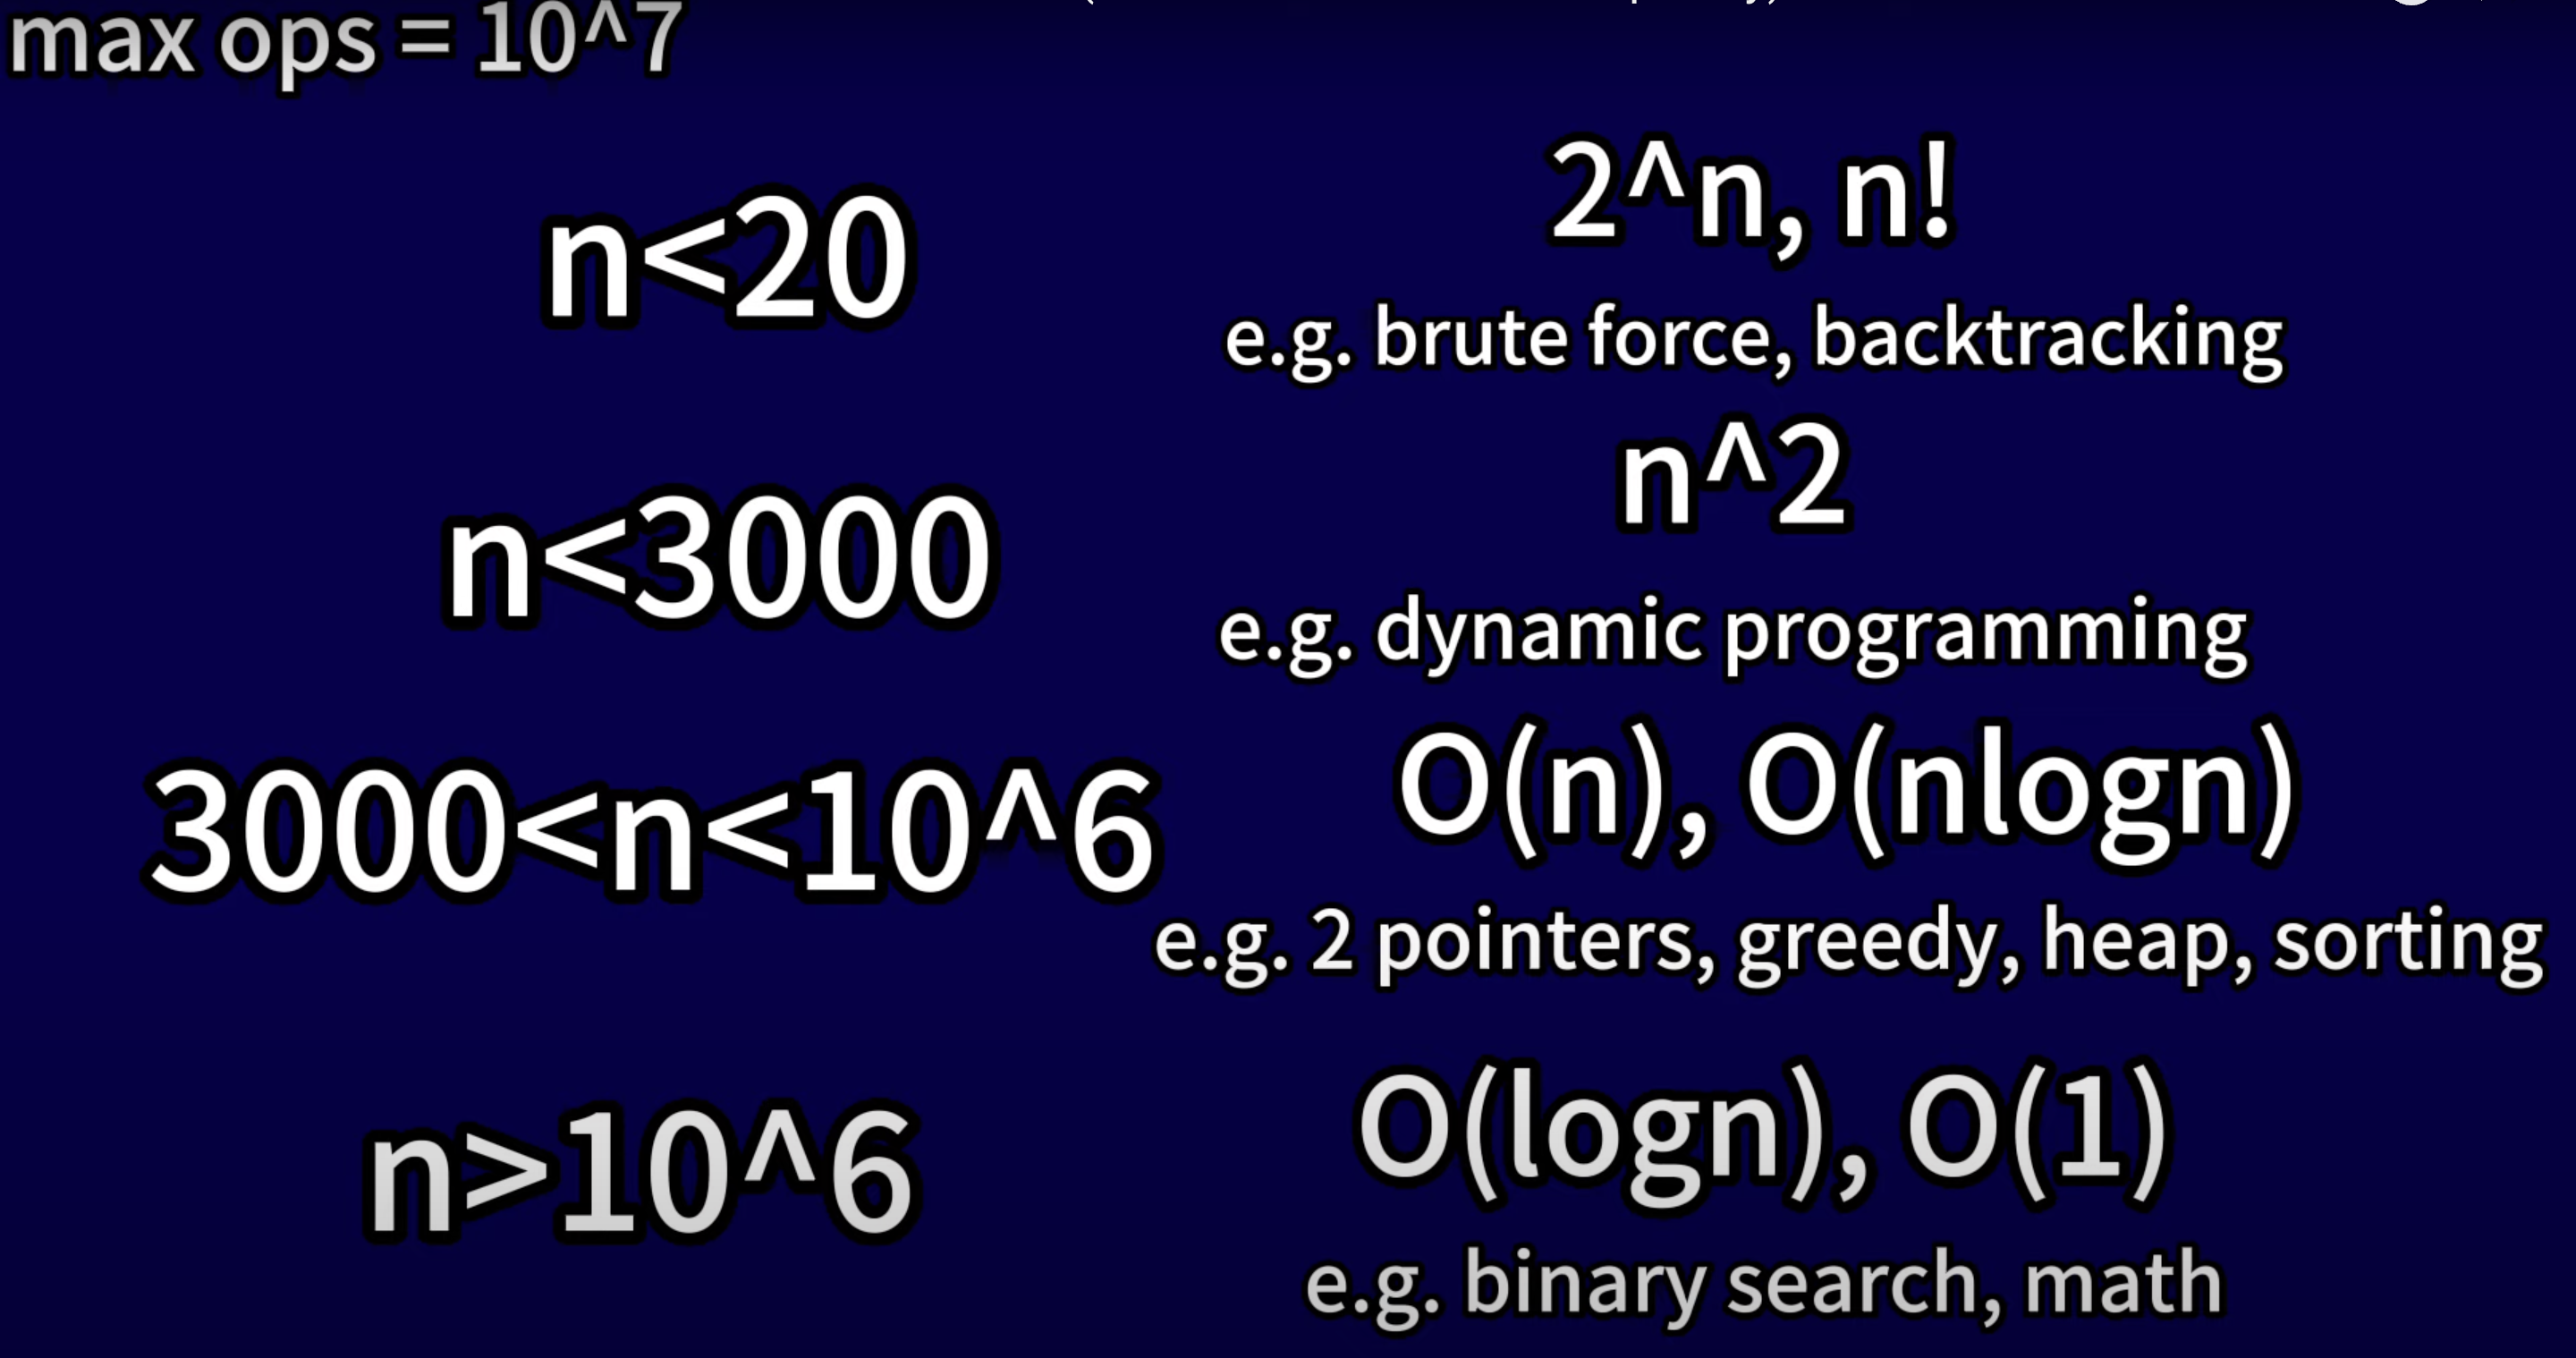 max ops = 10^7
n<20
2^n, n!
e.g. brute force, backtracking
n<3000
n^2
e.g. dynamic programming
3000<n<10^6
O(n), O(nlogn)
e.g. 2 pointers, greedy, heap, sorting
n>10^6
O(logn), O(1)
e.g. binary search, math